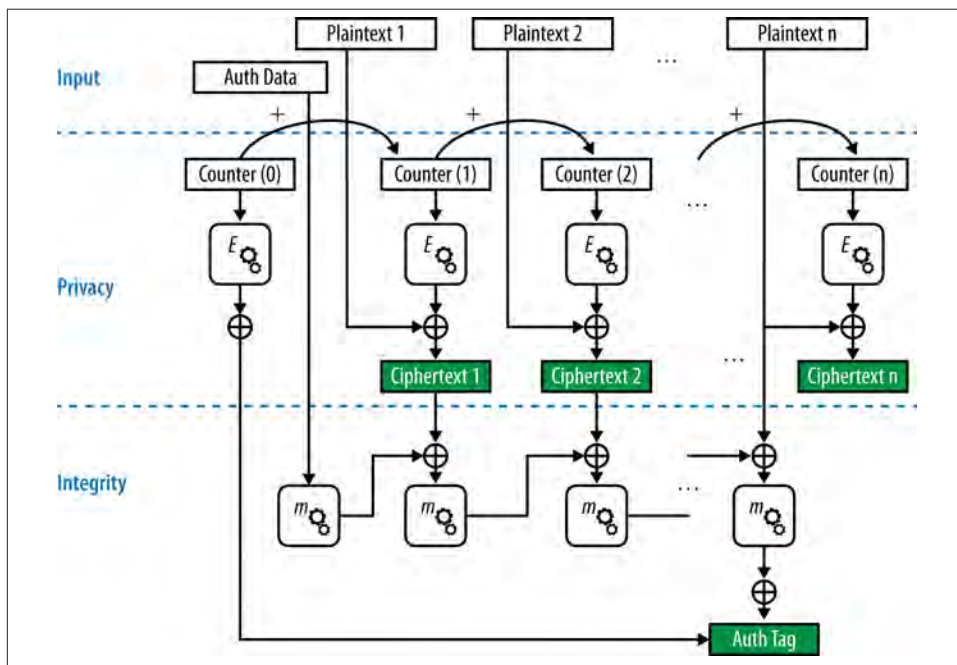 Plaintext 1
Plaintext 2
Plaintext n
...
Input
Auth Data
+
+
+
Counter (0)
Counter (1)
Counter (2)
...
Counter (n)
E
E
E
E
Privacy
...
Ciphertext 1
Ciphertext 2
Ciphertext n
Integrity
...
m
m
m
m
Auth Tag